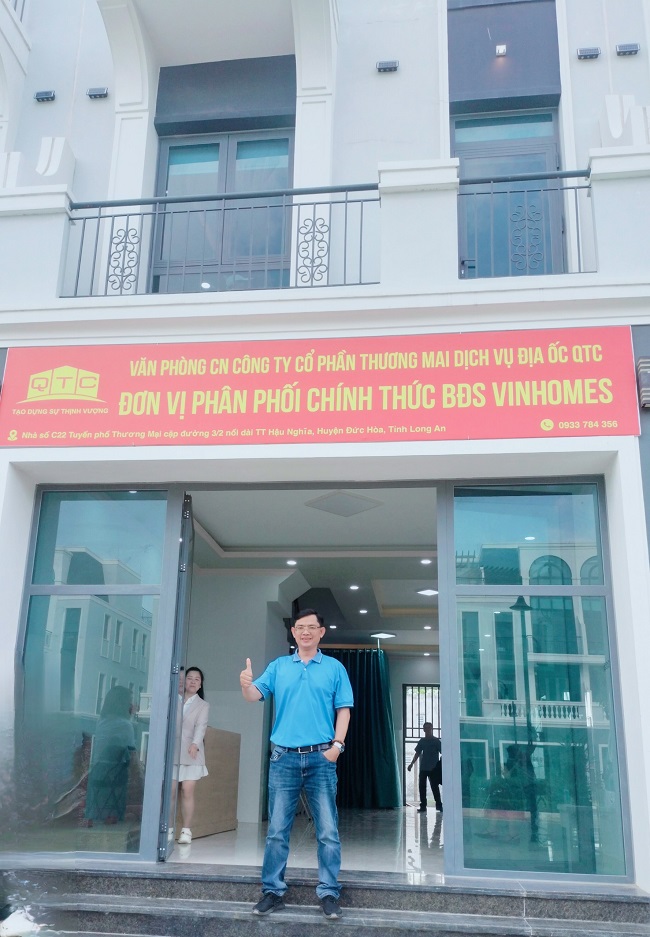 VĂN PHÒNG CN CÔNG TY CỔ PHẦN THƯƠNG MAI DỊCH VỤ ĐỊA ỐC QTC
QTC
TẠO DỰNG SỰ THỊNH VƯỢNG
ĐƠN VỊ PHÂN PHỐI CHÍNH THỨC BĐS VINHOMES
Nhà số C22 Tuyến phố Thương Mại cặp đường 3/2 nối dài TT Hậu Nghĩa, Huyện Đức Hòa, Tỉnh Long An
0933 784 356